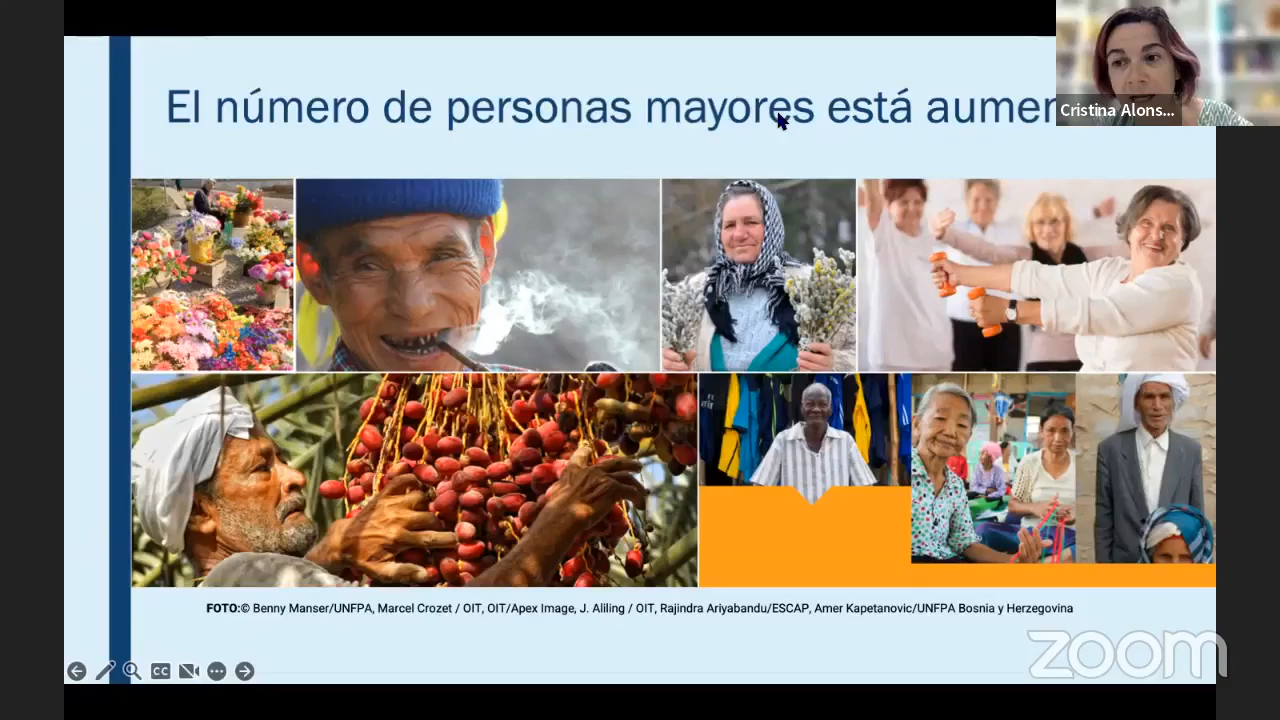 El número de personas mayores está aumen
Cristina Alons...
FOTO:© Benny Manser/UNFPA, Marcel Crozet / OIT, OIT/Apex Image, J. Aliling / OIT, Rajindra Ariyabandu/ESCAP, Amer Kapetanovic/UNFPA Bosnia y Herzegovina
zoom
CC